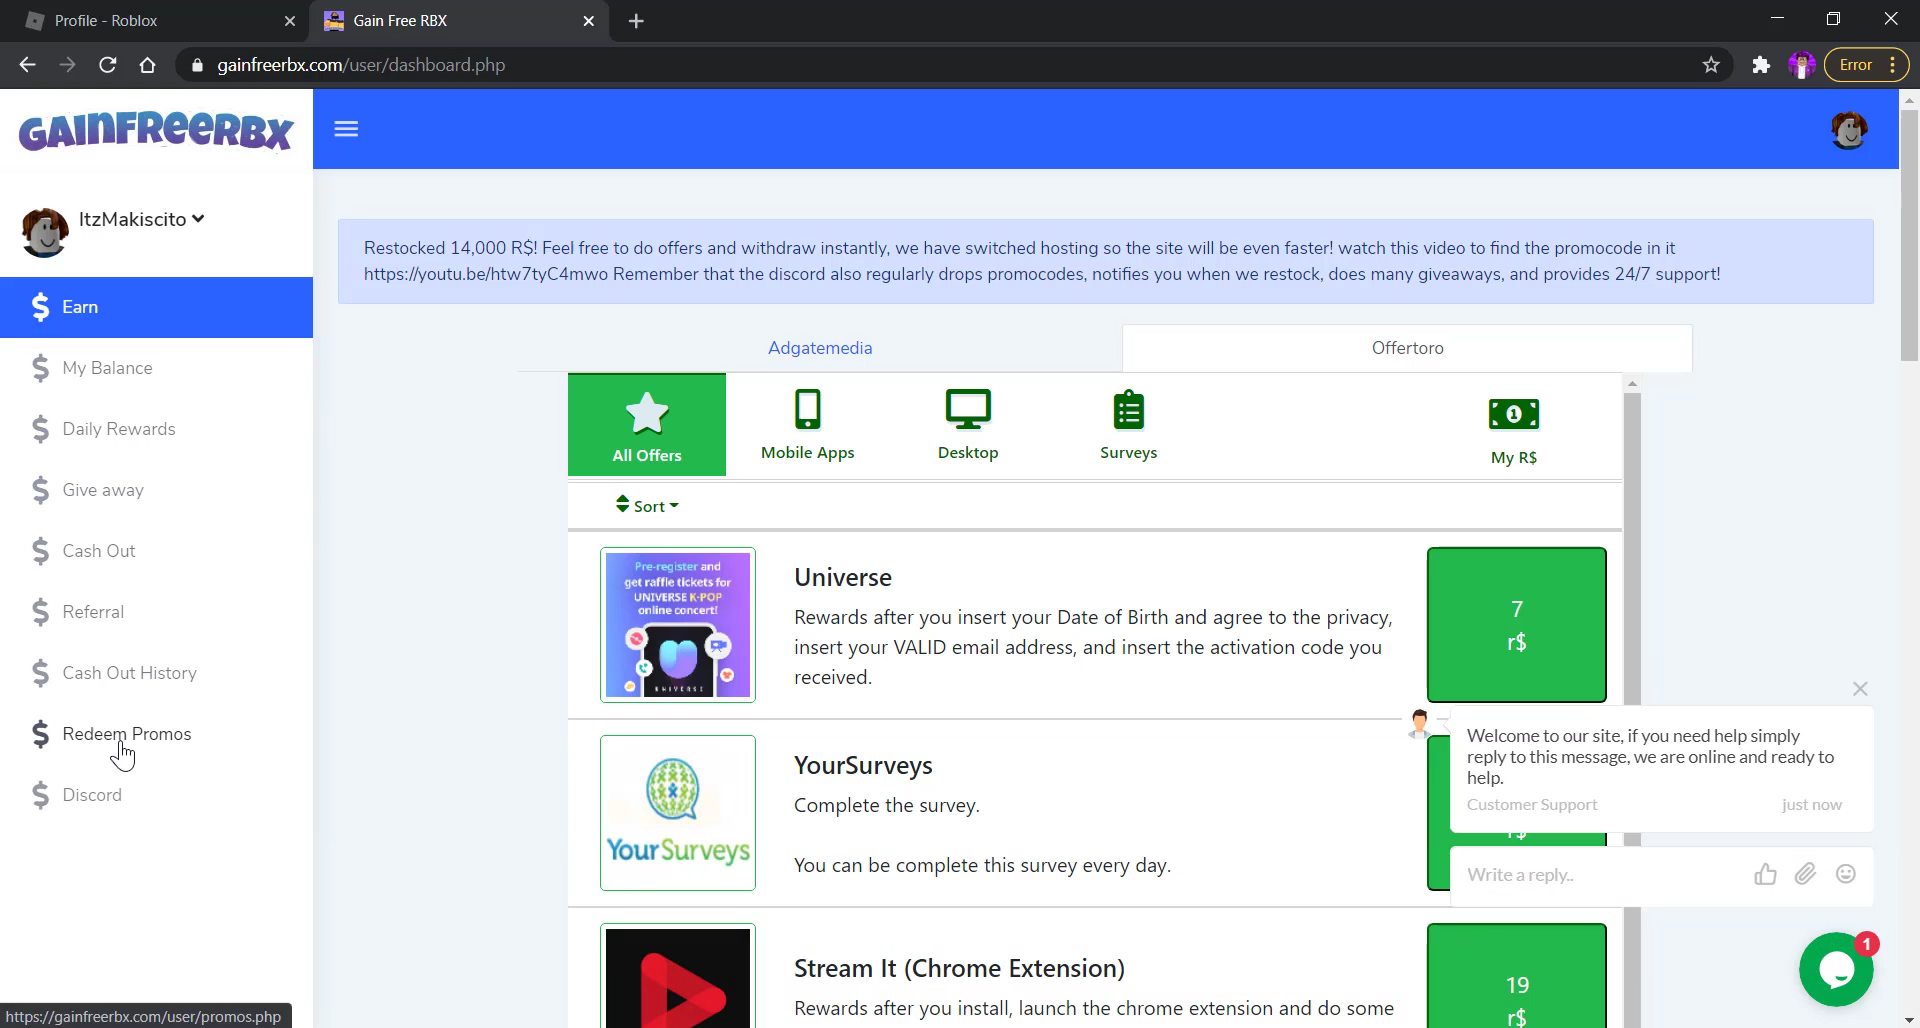 Profile - Roblox
Gain Free RBX
gainfreerbx.com/user/dashboard.php
Error
GAINFREERBX
ItzMakiscito
Earn
My Balance
Daily Rewards
Give away
Cash Out
Referral
Cash Out History
Redeem Promos
Discord
https://gainfreerbx.com/user/promos.php
Restocked 14,000 R$! Feel free to do offers and withdraw instantly, we have switched hosting so the site will be even faster! watch this video to find the promocode in it
https://youtu.be/htw7tyC4mwo Remember that the discord also regularly drops promocodes, notifies you when we restock, does many giveaways, and provides 24/7 support!
Adgatemedia
Offertoro
All Offers
Mobile Apps
Desktop
Surveys
My R$
Sort
Pre-register and
get raffle tickets for
UNIVERSE K-POP
online concert!
UNIVERSE
Universe
Rewards after you insert your Date of Birth and agree to the privacy,
insert your VALID email address, and insert the activation code you
received.
7
r$
YourSurveys
YourSurveys
Complete the survey.
You can be complete this survey every day.
r$
Stream It (Chrome Extension)
Rewards after you install, launch the chrome extension and do some
19
r$
Welcome to our site, if you need help simply
reply to this message, we are online and ready to
help.
Customer Support
just now
Write a reply..
1